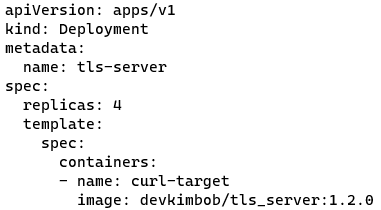 apiVersion: apps/v1
kind: Deployment
metadata:
  name: tls-server
spec:
  replicas: 4
  template:
    spec:
      containers:
      - name: curl-target
        image: devkimbob/tls_server:1.2.0